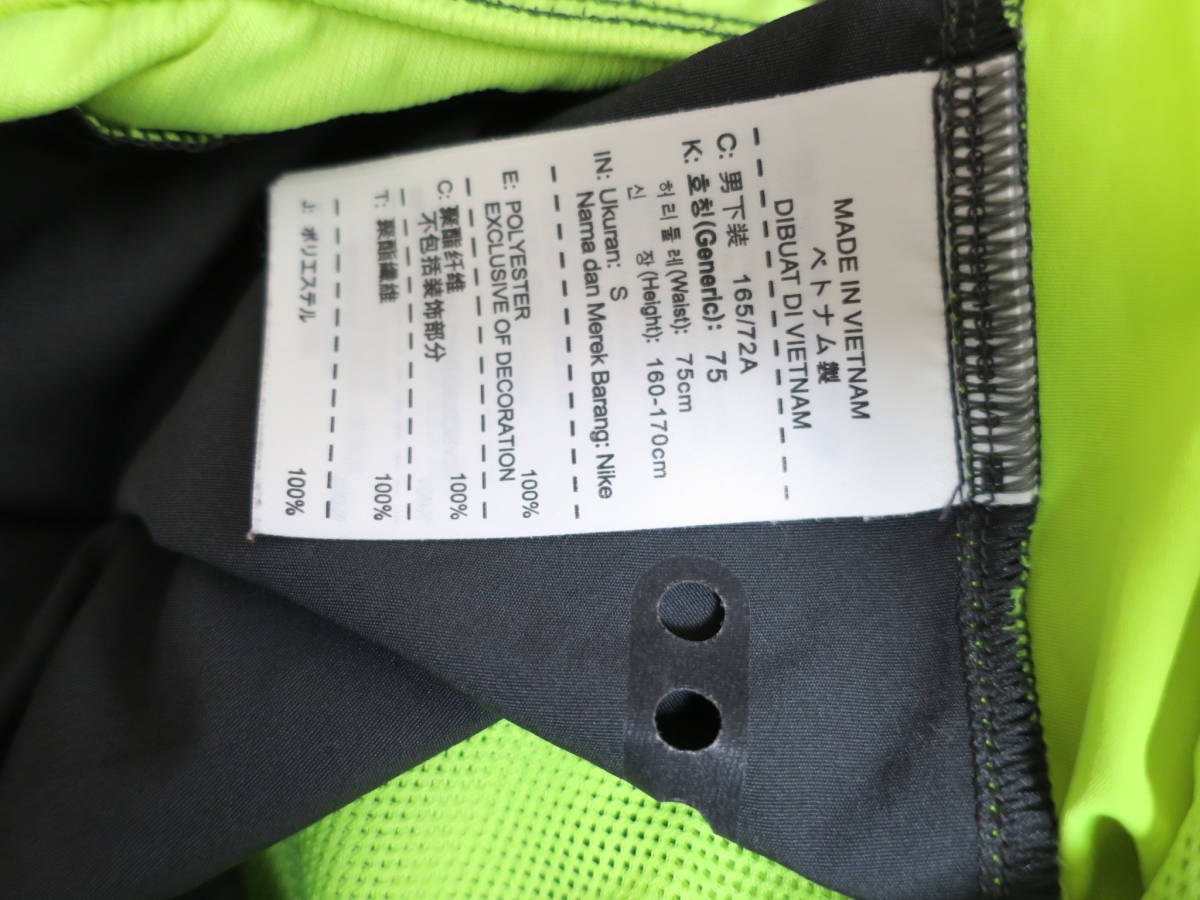 MADE IN VIETNAM
ベトナム製
DIBUAT DI VIETNAM
C: 男下装 165/72A
K: 호칭(Generic): 75
허리둘레(Waist): 75cm
신 장(Height): 160-170cm
IN: Ukuran: S
Nama dan Merek Barang: Nike
E: POLYESTER 100%
EXCLUSIVE OF DECORATION
C: 聚酯纤维 100%
不包括装饰部分
T: 聚酯纖維 100%
J: ポリエステル 100%